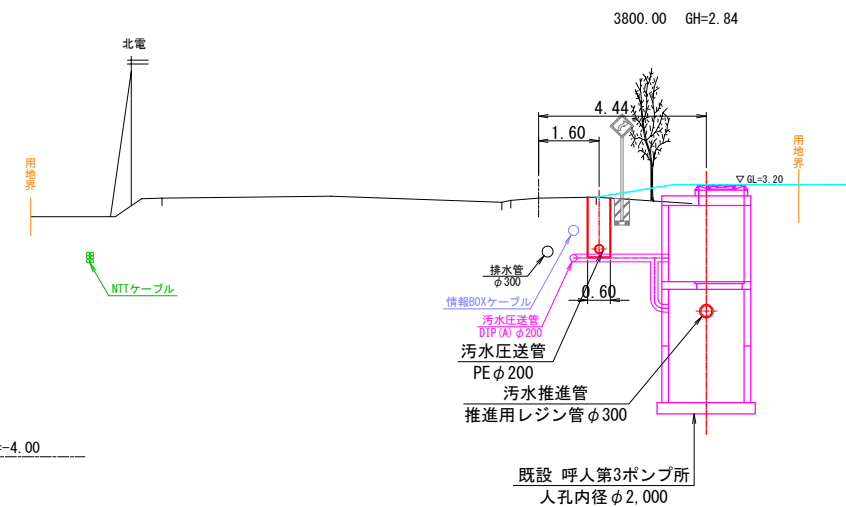 3800.00 GH=2.84
北電
4.44
1.60
用地界
用地界
▽ GL=3.20
排水管
φ300
NTTケーブル
情報BOXケーブル
0.60
汚水圧送管
DIP(A)φ200
汚水圧送管
PEφ200
汚水推進管
推進用レジン管φ300
=-4.00
既設 呼人第3ポンプ所
人孔内径φ2,000